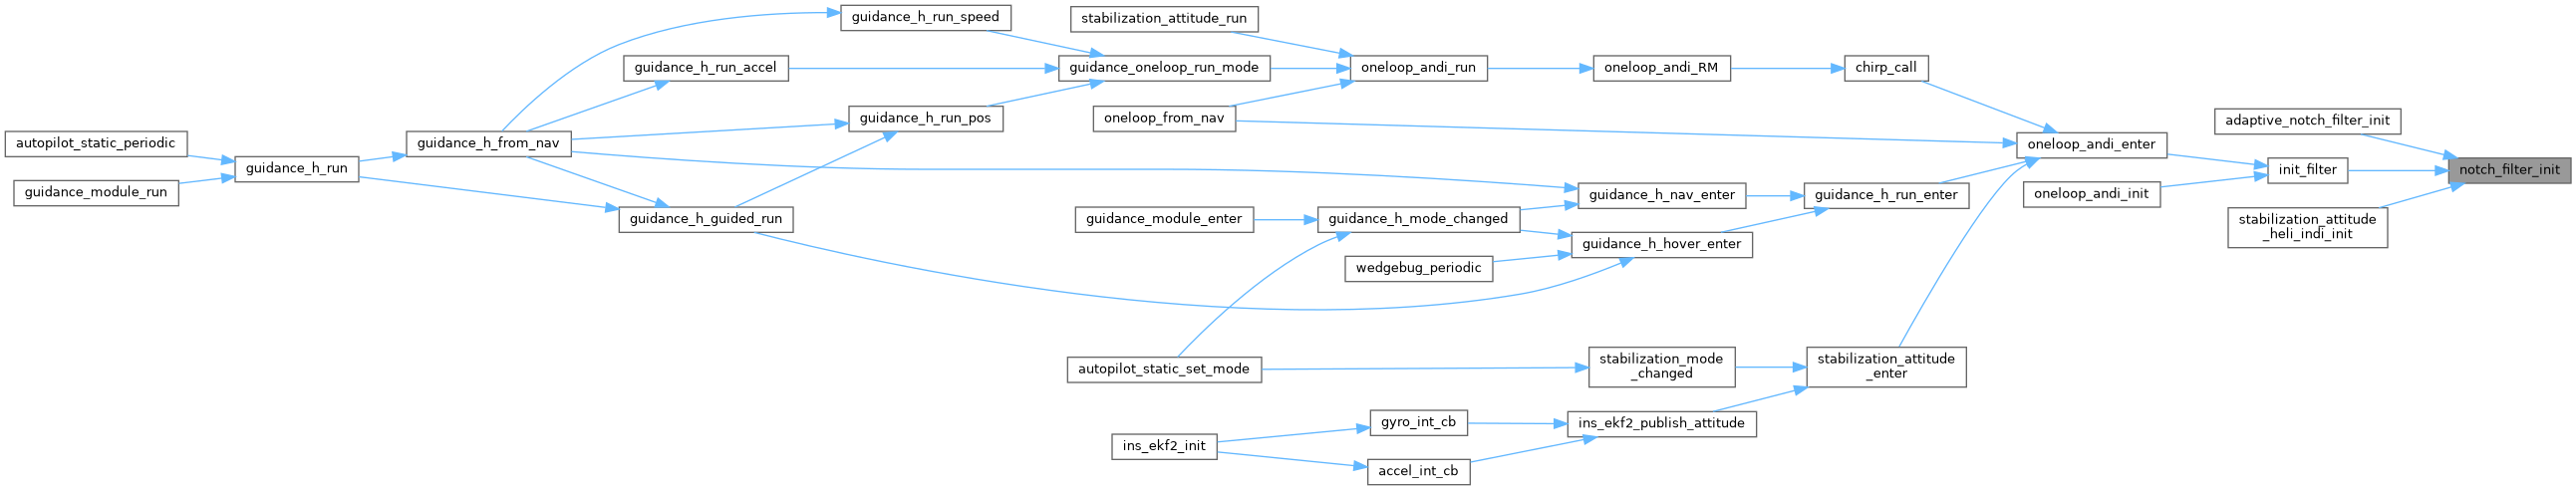 guidance_h_run_speed
stabilization_attitude_run
guidance_h_run_accel
guidance_oneloop_run_mode
oneloop_andi_run
oneloop_andi_RM
chirp_call
guidance_h_run_pos
oneloop_from_nav
adaptive_notch_filter_init
autopilot_static_periodic
guidance_h_from_nav
oneloop_andi_enter
guidance_h_run
init_filter
notch_filter_init
guidance_module_run
guidance_h_nav_enter
guidance_h_run_enter
oneloop_andi_init
guidance_h_guided_run
guidance_module_enter
guidance_h_mode_changed
stabilization_attitude
_heli_indi_init
guidance_h_hover_enter
wedgebug_periodic
autopilot_static_set_mode
stabilization_mode
_changed
stabilization_attitude
_enter
gyro_int_cb
ins_ekf2_publish_attitude
ins_ekf2_init
accel_int_cb